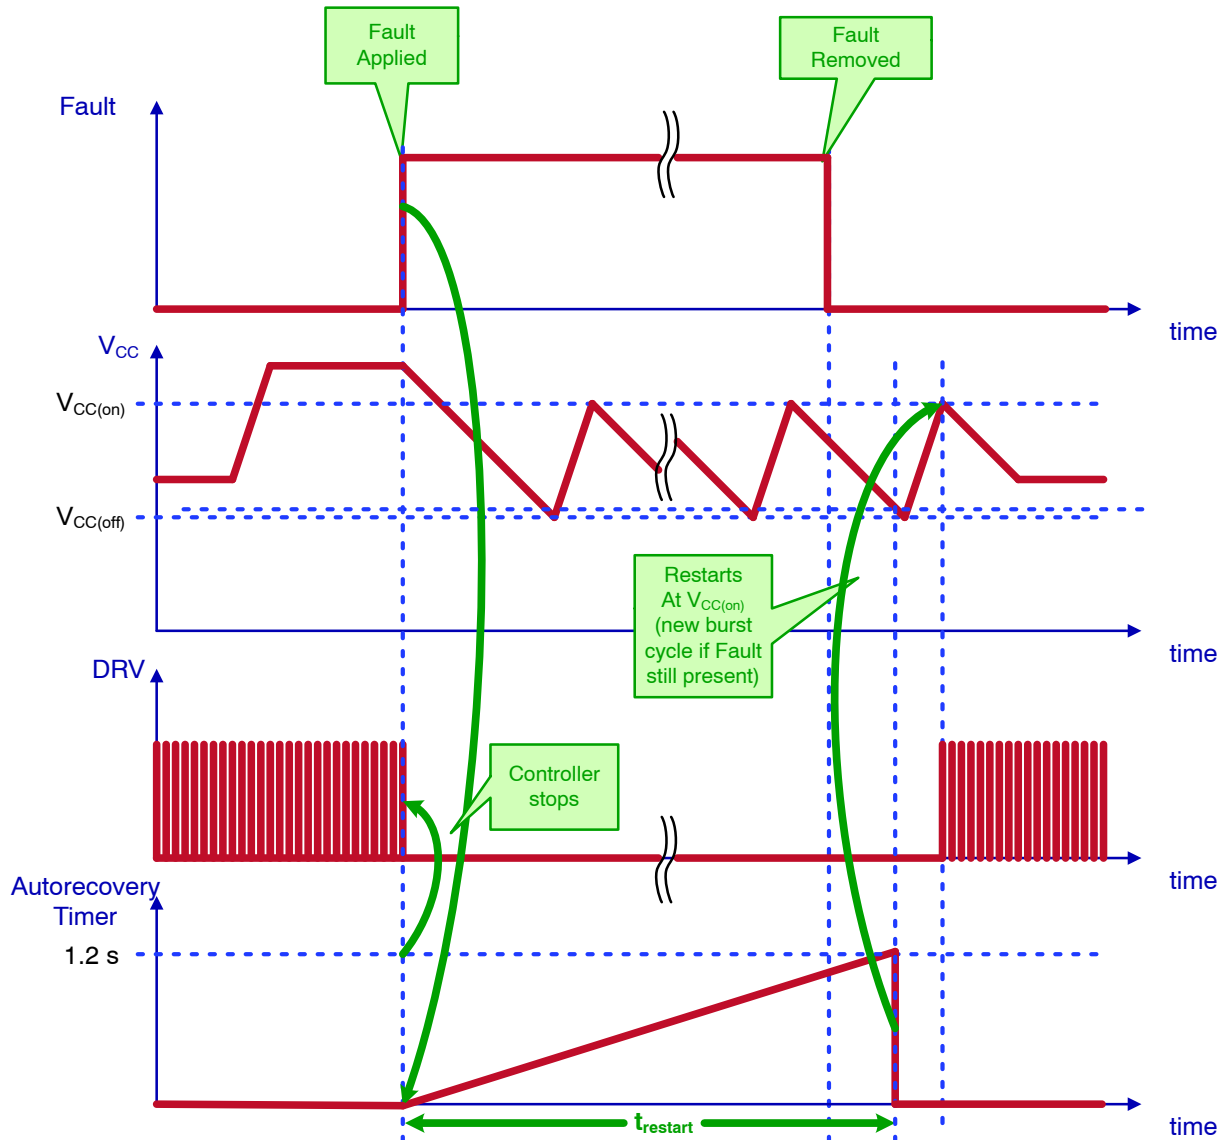 Fault
Applied
Fault
Removed
Fault
time
VCC
VCC(on)
VCC(off)
Restarts
At VCC(on)
(new burst
cycle if Fault
still present)
time
DRV
Controller
stops
time
Autorecovery
Timer
1.2 s
trestart
time